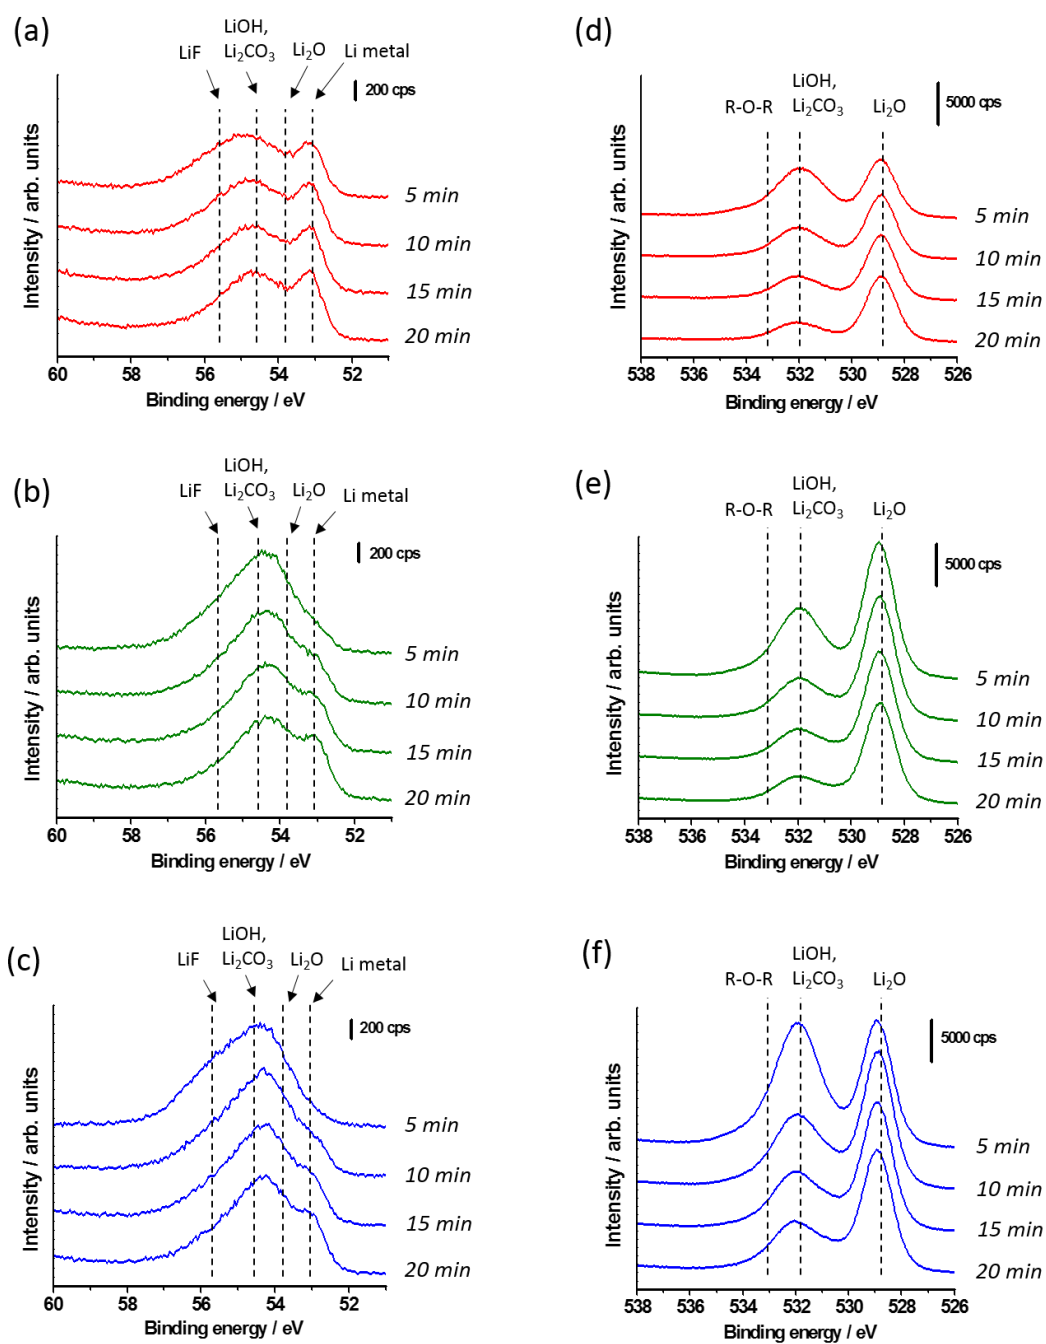 (a)
LiOH,
LiF
Li₂CO₃
Li₂O
Li metal
200 cps
Intensity / arb. units
5 min
10 min
15 min
20 min
60
58
56
54
52
Binding energy / eV
(d)
LiOH,
R-O-R
Li₂CO₃
Li₂O
5000 cps
Intensity / arb. units
5 min
10 min
15 min
20 min
538
536
534
532
530
528
526
Binding energy / eV
(b)
LiOH,
LiF
Li₂CO₃
Li₂O
Li metal
200 cps
Intensity / arb. units
5 min
10 min
15 min
20 min
60
58
56
54
52
Binding energy / eV
(e)
LiOH,
R-O-R
Li₂CO₃
Li₂O
5000 cps
Intensity / arb. units
5 min
10 min
15 min
20 min
538
536
534
532
530
528
526
Binding energy / eV
(c)
LiOH,
LiF
Li₂CO₃
Li₂O
Li metal
200 cps
Intensity / arb. units
5 min
10 min
15 min
20 min
60
58
56
54
52
Binding energy / eV
(f)
LiOH,
R-O-R
Li₂CO₃
Li₂O
5000 cps
Intensity / arb. units
5 min
10 min
15 min
20 min
538
536
534
532
530
528
526
Binding energy / eV